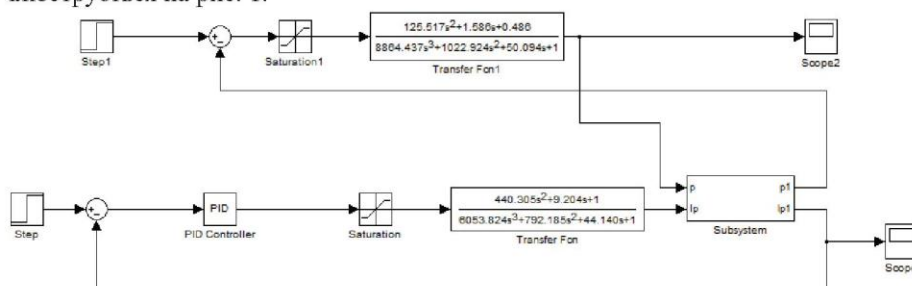 на рис. 1.
125.517s²+1.586s+0.486
8864.437s³+1022.924s²+50.094s+1
Step1
Saturation1
Transfer Fcn1
Scope2
440.305s²+9.204s+1
p
p1
PID
6053.824s³+792.185s²+44.140s+1
Ip
Ip1
Step
PID Controller
Saturation
Transfer Fcn
Subsystem
Scope